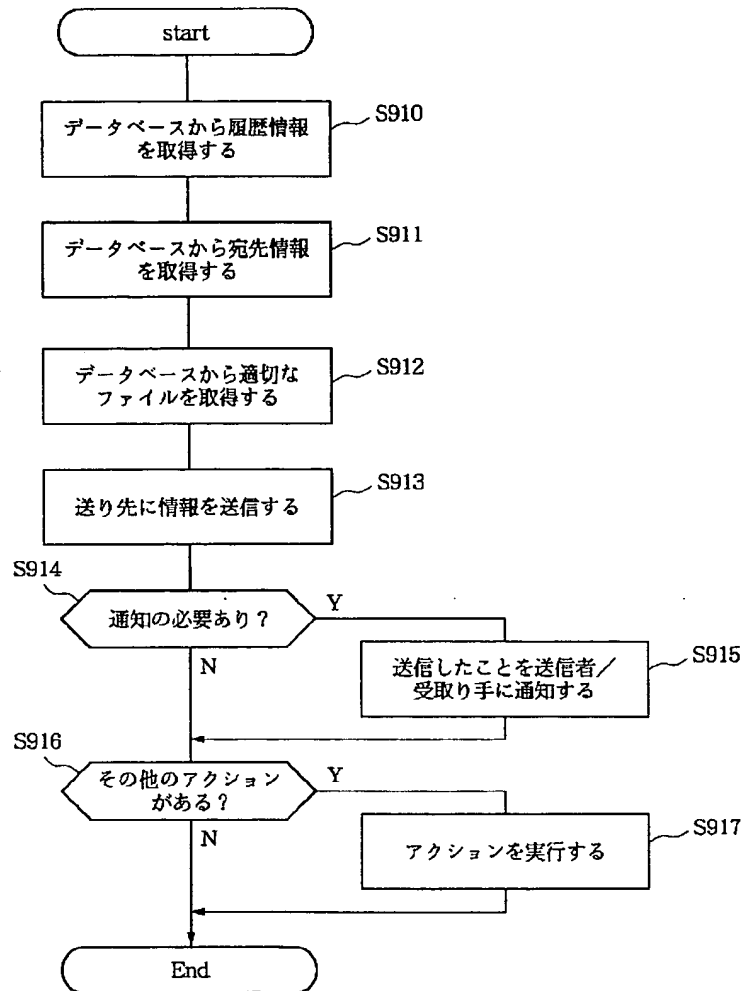 start
データベースから履歴情報
を取得する
S910
データベースから宛先情報
を取得する
S911
データベースから適切な
ファイルを取得する
S912
送り先に情報を送信する
S913
S914
通知の必要あり?
Y
N
送信したことを送信者/
受取り手に通知する
S915
S916
その他のアクション
がある?
Y
N
アクションを実行する
S917
End